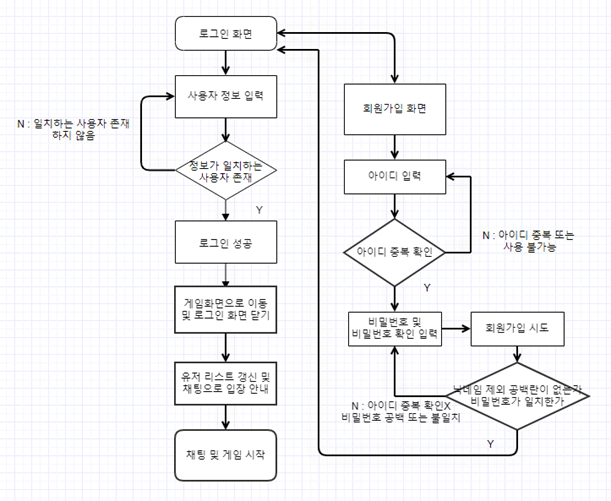 로그인 화면
사용자 정보 입력
N : 일치하는 사용자 존재
하지 않음
정보가 일치하는
사용자 존재
Y
로그인 성공
게임화면으로 이동
및 로그인 화면 닫기
유저 리스트 갱신 및
채팅으로 입장 안내
채팅 및 게임 시작
회원가입 화면
아이디 입력
아이디 중복 확인
N : 아이디 중복 또는
사용 불가능
Y
비밀번호 및
비밀번호 확인 입력
회원가입 시도
닉네임 제외 공백란이 없는가
비밀번호가 일치한가
N : 아이디 중복 확인X
비밀번호 공백 또는 불일치
Y